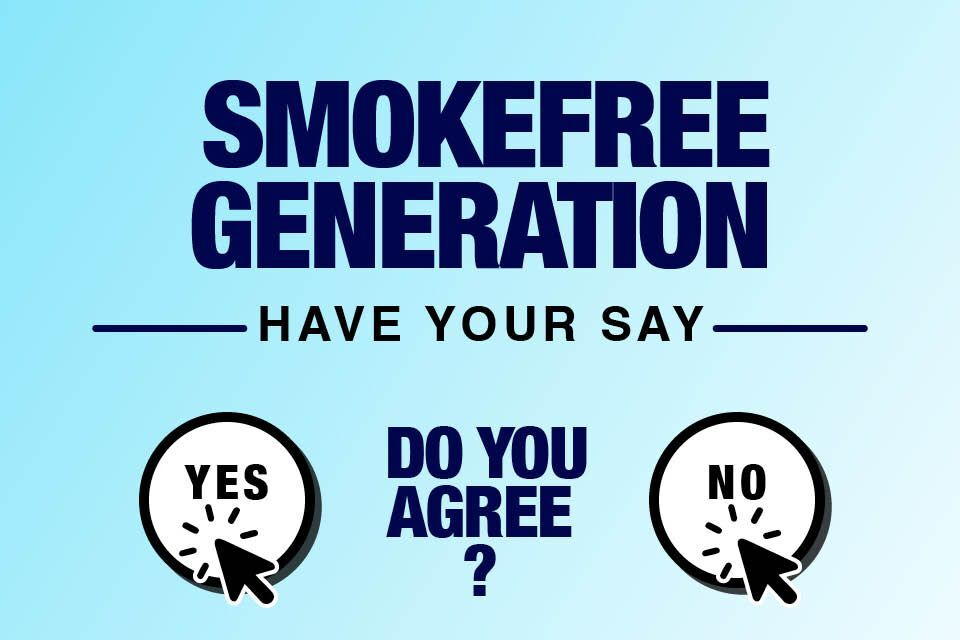 SMOKEFREE
GENERATION
HAVE YOUR SAY
YES
DO YOU
AGREE
?
NO